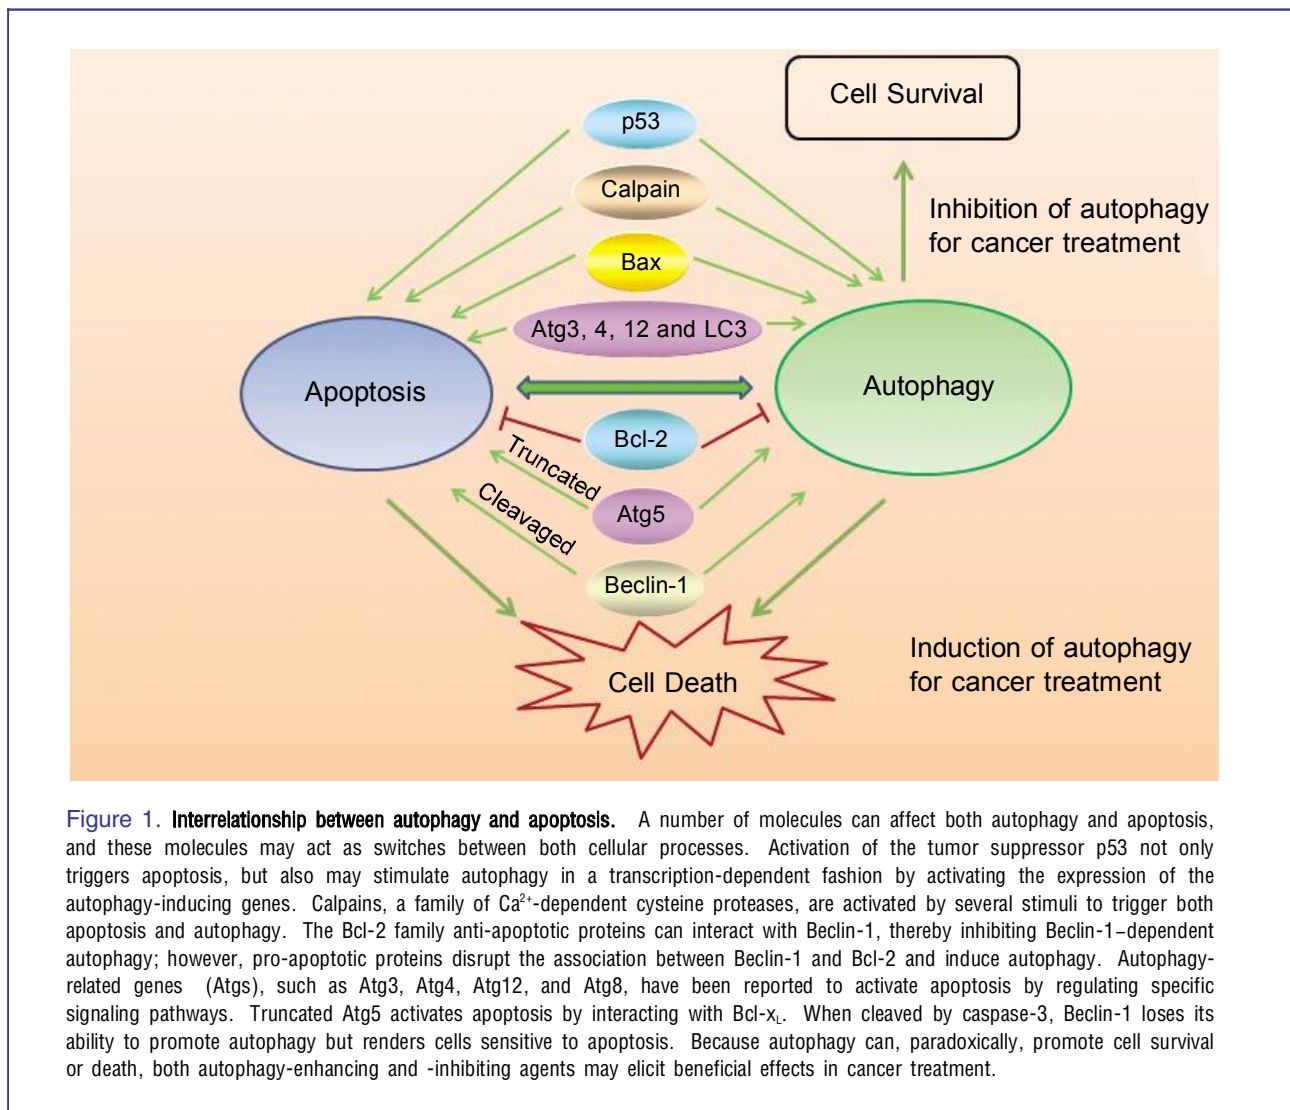 p53
Cell Survival
Calpain
Inhibition of autophagy
for cancer treatment
Bax
Atg3, 4, 12 and LC3
Apoptosis
Autophagy
Bcl-2
Truncated
Atg5
Cleavaged
Beclin-1
Cell Death
Induction of autophagy
for cancer treatment
Figure 1. Interrelationship between autophagy and apoptosis. A number of molecules can affect both autophagy and apoptosis,
and these molecules may act as switches between both cellular processes. Activation of the tumor suppressor p53 not only
triggers apoptosis, but also may stimulate autophagy in a transcription-dependent fashion by activating the expression of the
autophagy-inducing genes. Calpains, a family of Ca²⁺-dependent cysteine proteases, are activated by several stimuli to trigger both
apoptosis and autophagy. The Bcl-2 family anti-apoptotic proteins can interact with Beclin-1, thereby inhibiting Beclin-1–dependent
autophagy; however, pro-apoptotic proteins disrupt the association between Beclin-1 and Bcl-2 and induce autophagy. Autophagy-
related genes (Atgs), such as Atg3, Atg4, Atg12, and Atg8, have been reported to activate apoptosis by regulating specific
signaling pathways. Truncated Atg5 activates apoptosis by interacting with Bcl-xL. When cleaved by caspase-3, Beclin-1 loses its
ability to promote autophagy but renders cells sensitive to apoptosis. Because autophagy can, paradoxically, promote cell survival
or death, both autophagy-enhancing and -inhibiting agents may elicit beneficial effects in cancer treatment.